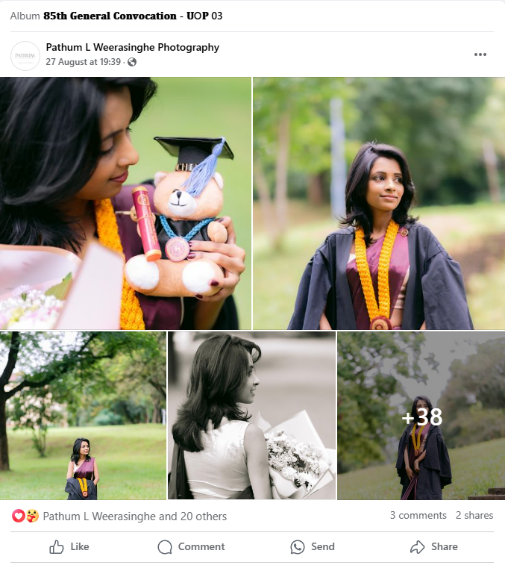 Album 85th General Convocation - UOP 03
Pathum L Weerasinghe Photography
27 August at 19:39 ·
+38
Pathum L Weerasinghe and 20 others
3 comments 2 shares
Like Comment Send Share